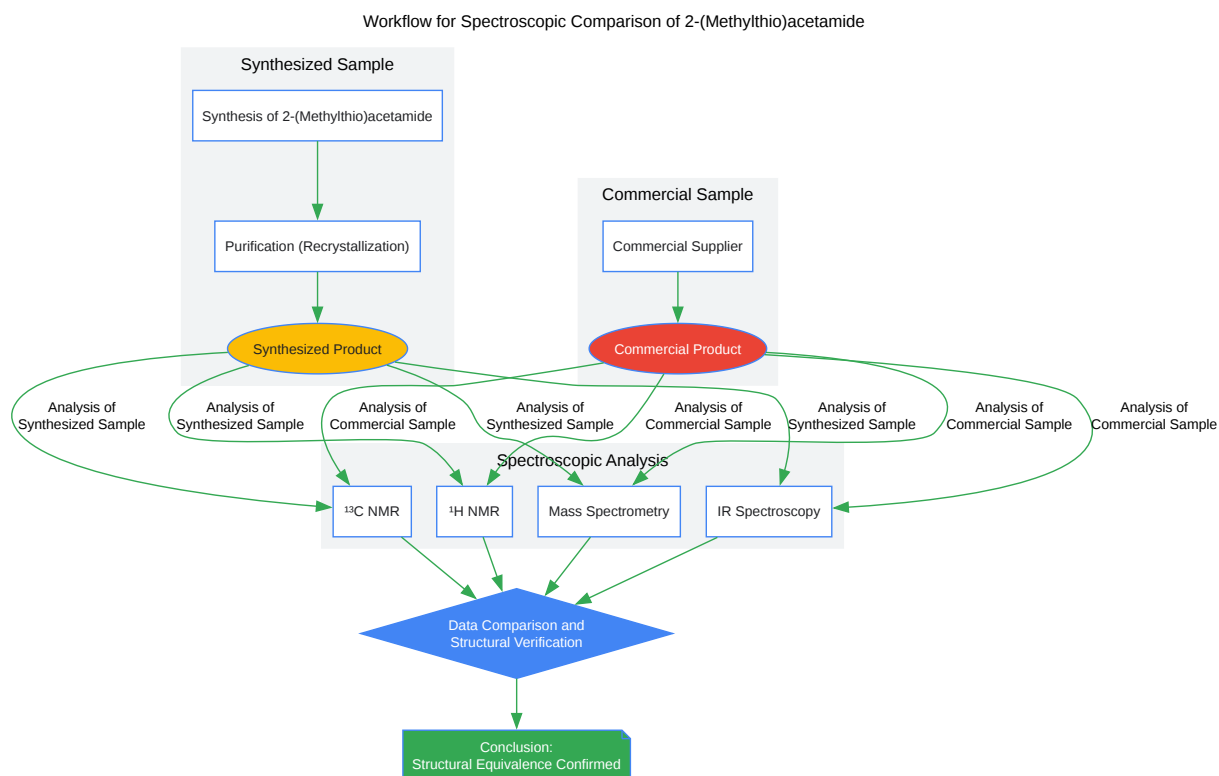 Workflow for Spectroscopic Comparison of 2-(Methylthio)acetamide
Synthesized Sample
Synthesis of 2-(Methylthio)acetamide
Commercial Sample
Purification (Recrystallization)
Commercial Supplier
Synthesized Product
Commercial Product
Analysis of
Synthesized Sample
Analysis of
Synthesized Sample
Analysis of
Commercial Sample
Analysis of
Synthesized Sample
Analysis of
Commercial Sample
Analysis of
Synthesized Sample
Analysis of
Commercial Sample
Analysis of
Commercial Sample
Spectroscopic Analysis
¹³C NMR
¹H NMR
Mass Spectrometry
IR Spectroscopy
Data Comparison and
Structural Verification
Conclusion:
Structural Equivalence Confirmed